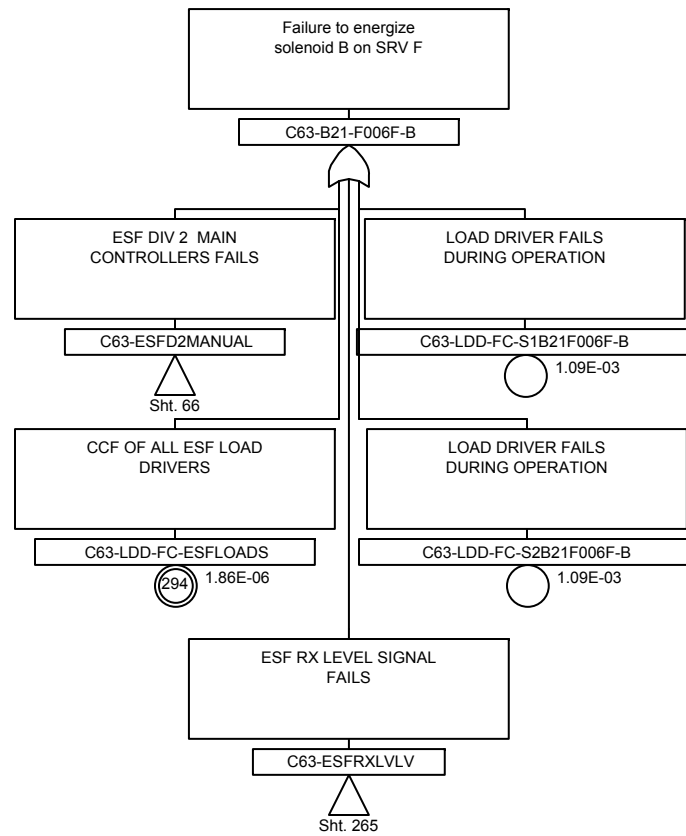 Failure to energize
solenoid B on SRV F
C63-B21-F006F-B
ESF DIV 2 MAIN
CONTROLLERS FAILS
C63-ESFD2MANUAL
Sht. 66
LOAD DRIVER FAILS
DURING OPERATION
C63-LDD-FC-S1B21F006F-B
1.09E-03
CCF OF ALL ESF LOAD
DRIVERS
C63-LDD-FC-ESFLOADS
294
1.86E-06
LOAD DRIVER FAILS
DURING OPERATION
C63-LDD-FC-S2B21F006F-B
1.09E-03
ESF RX LEVEL SIGNAL
FAILS
C63-ESFRXLVLV
Sht. 265